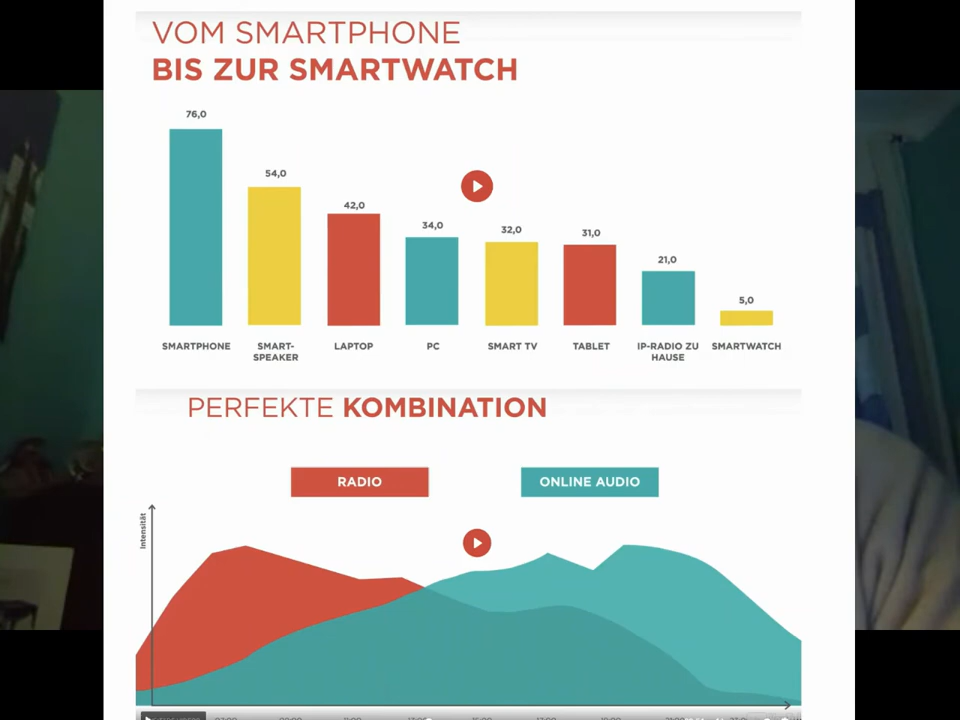 VOM SMARTPHONE
BIS ZUR SMARTWATCH
76,0
54,0
42,0
34,0
32,0
31,0
21,0
5,0
SMARTPHONE
SMART-
SPEAKER
LAPTOP
PC
SMART TV
TABLET
IP-RADIO ZU
HAUSE
SMARTWATCH
PERFEKTE KOMBINATION
RADIO
ONLINE AUDIO
Intensität